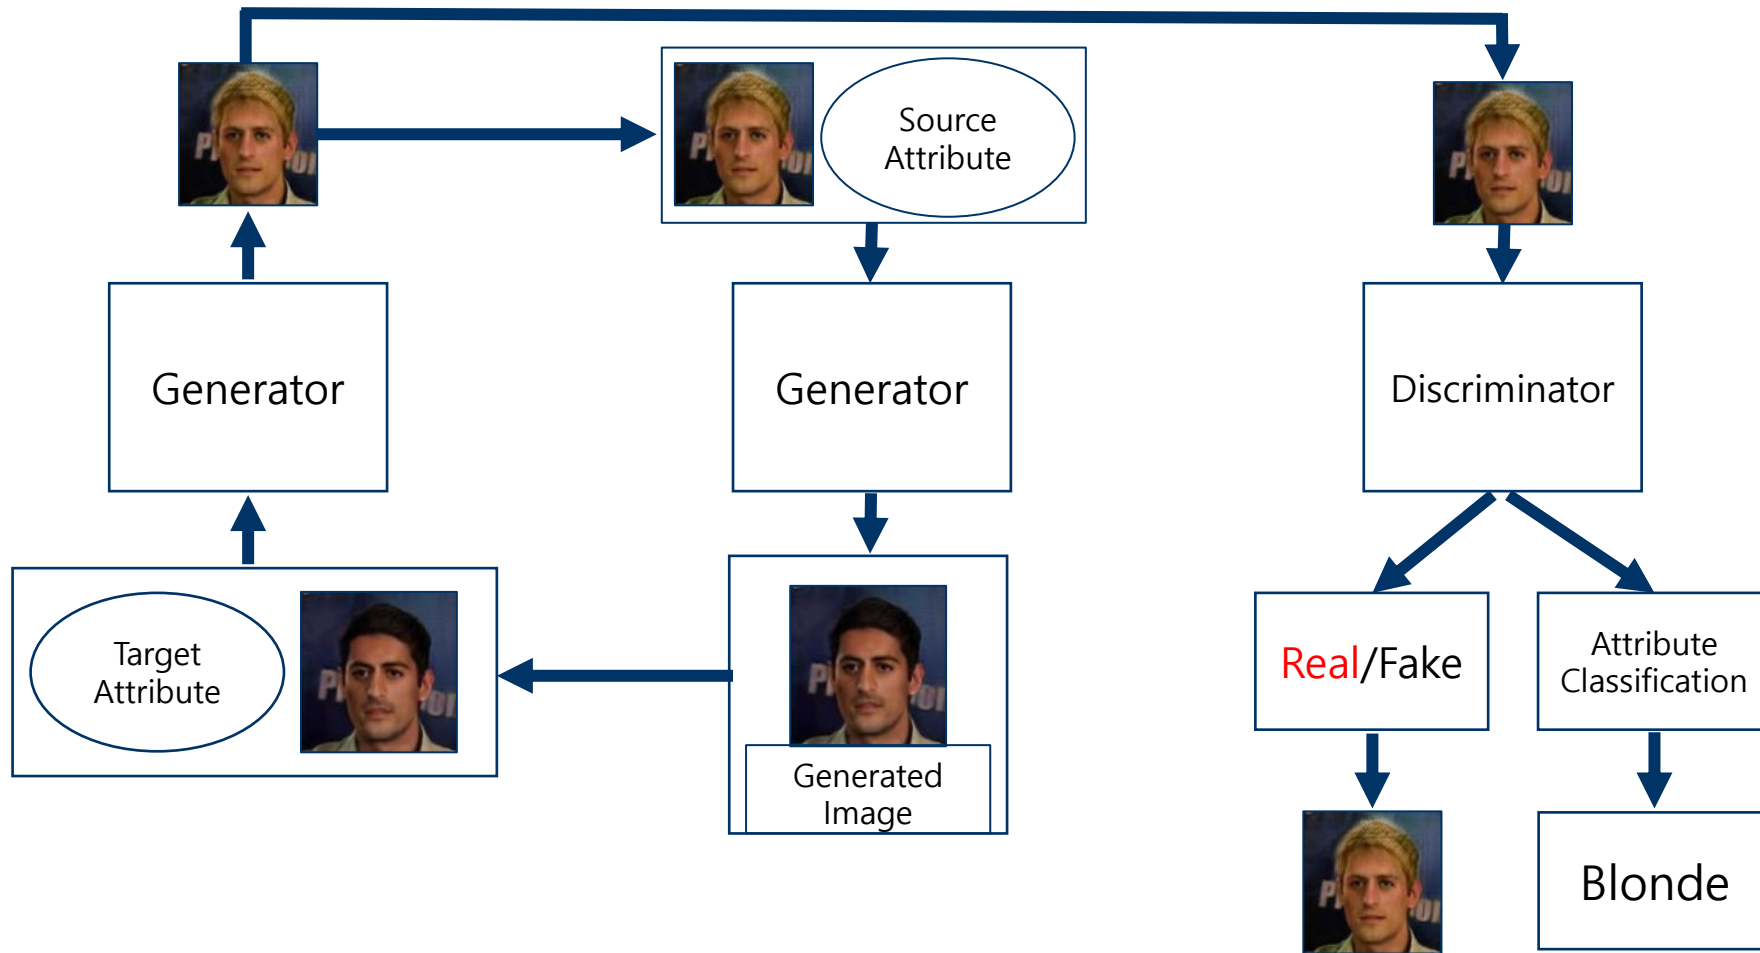 Source
Attribute
Generator
Generator
Discriminator
Target
Attribute
Generated
Image
Real/Fake
Attribute
Classification
Blonde